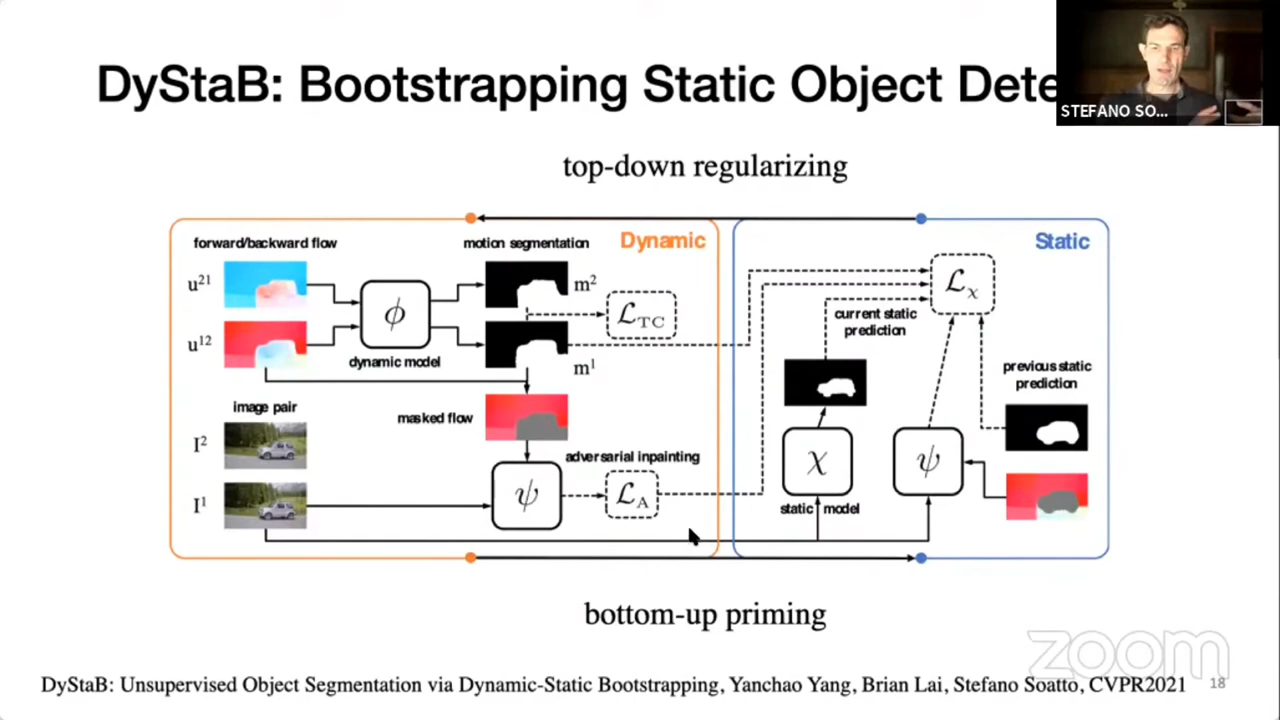 DyStaB: Bootstrapping Static Object Dete
STEFANO SO...
top-down regularizing
forward/backward flow
motion segmentation
Dynamic
Static
u²¹
m²
ϕ
ℒ_TC
ℒ_χ
u¹²
dynamic model
m¹
current static
prediction
previous static
prediction
image pair
masked flow
I²
adversarial inpainting
χ
ψ
I¹
ψ
ℒ_A
static model
bottom-up priming
zoom
DyStaB: Unsupervised Object Segmentation via Dynamic-Static Bootstrapping, Yanchao Yang, Brian Lai, Stefano Soatto, CVPR2021
18